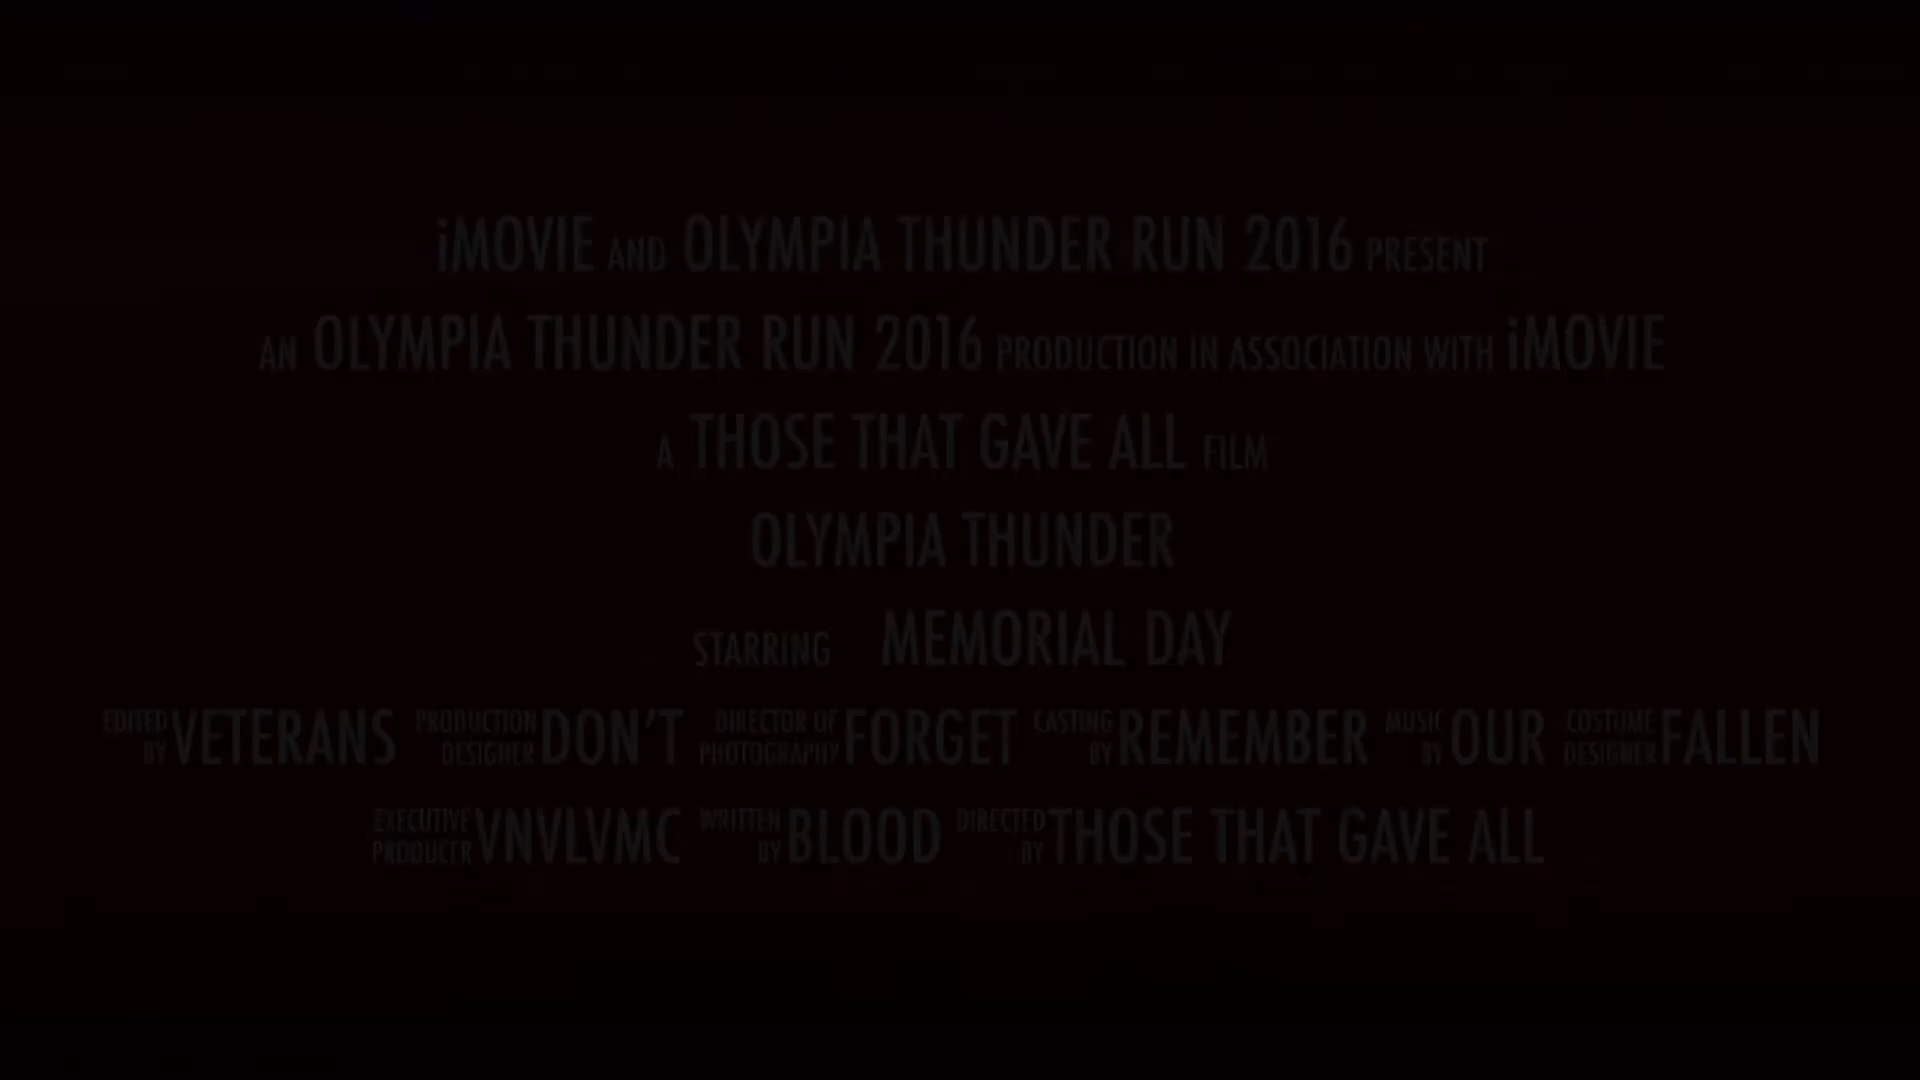 iMOVIE AND OLYMPIA THUNDER RUN 2016 PRESENT
AN OLYMPIA THUNDER RUN 2016 PRODUCTION IN ASSOCIATION WITH iMOVIE
A THOSE THAT GAVE ALL FILM
OLYMPIA THUNDER
STARRING MEMORIAL DAY
EDITED BY VETERANS PRODUCTION DESIGNER DON'T DIRECTOR OF PHOTOGRAPHY FORGET CASTING BY REMEMBER MUSIC BY OUR COSTUME DESIGNER FALLEN
EXECUTIVE PRODUCER VNVLVMC WRITTEN BY BLOOD DIRECTED BY THOSE THAT GAVE ALL